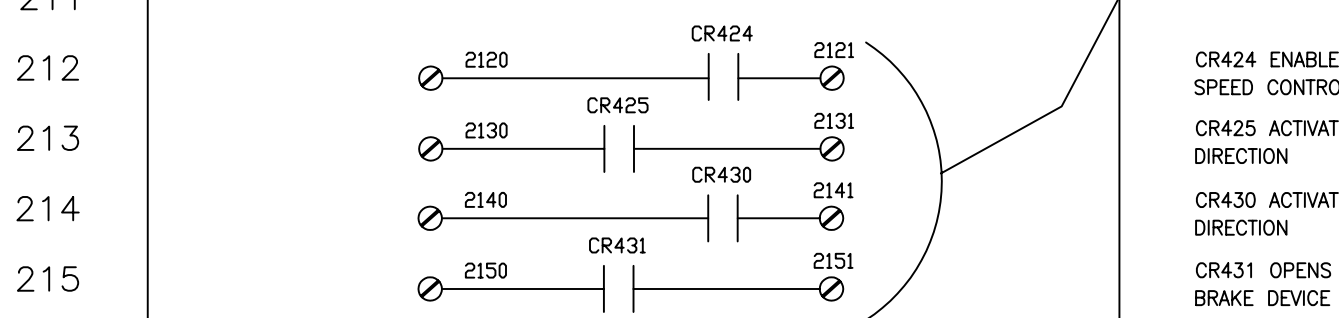 212
CR424
2120
2121
CR424 ENABLE
SPEED CONTRO
213
CR425
2130
2131
CR425 ACTIVAT
DIRECTION
214
CR430
2140
2141
CR430 ACTIVAT
DIRECTION
215
CR431
2150
2151
CR431 OPENS
BRAKE DEVICE